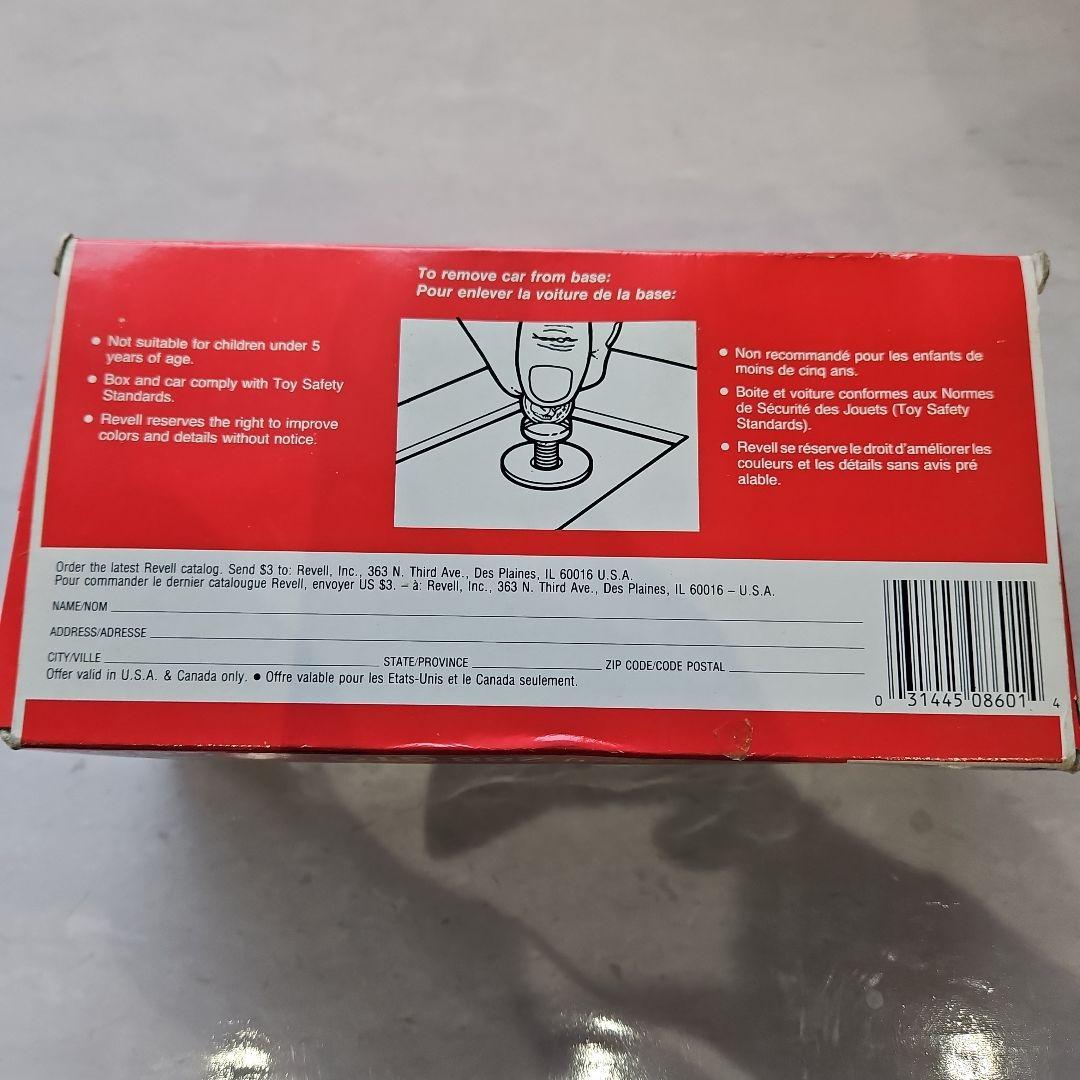 To remove car from base:
Pour enlever la voiture de la base:
• Not suitable for children under 5
years of age.
• Box and car comply with Toy Safety
Standards.
• Revell reserves the right to improve
colors and details without notice.
• Non recommandé pour les enfants de
moins de cinq ans.
• Boite et voiture conformes aux Normes
de Sécurité des Jouets (Toy Safety
Standards).
• Revell se réserve le droit d'améliorer les
couleurs et les détails sans avis pré
alable.
Order the latest Revell catalog. Send $3 to: Revell, Inc., 363 N. Third Ave., Des Plaines, IL 60016 U.S.A.
Pour commander le dernier catalougue Revell, envoyer US $3. – à: Revell, Inc., 363 N. Third Ave., Des Plaines, IL 60016 – U.S.A.
NAME/NOM
ADDRESS/ADRESSE
CITY/VILLE STATE/PROVINCE ZIP CODE/CODE POSTAL
Offer valid in U.S.A. & Canada only. • Offre valable pour les Etats-Unis et le Canada seulement.
0 31445 08601 4